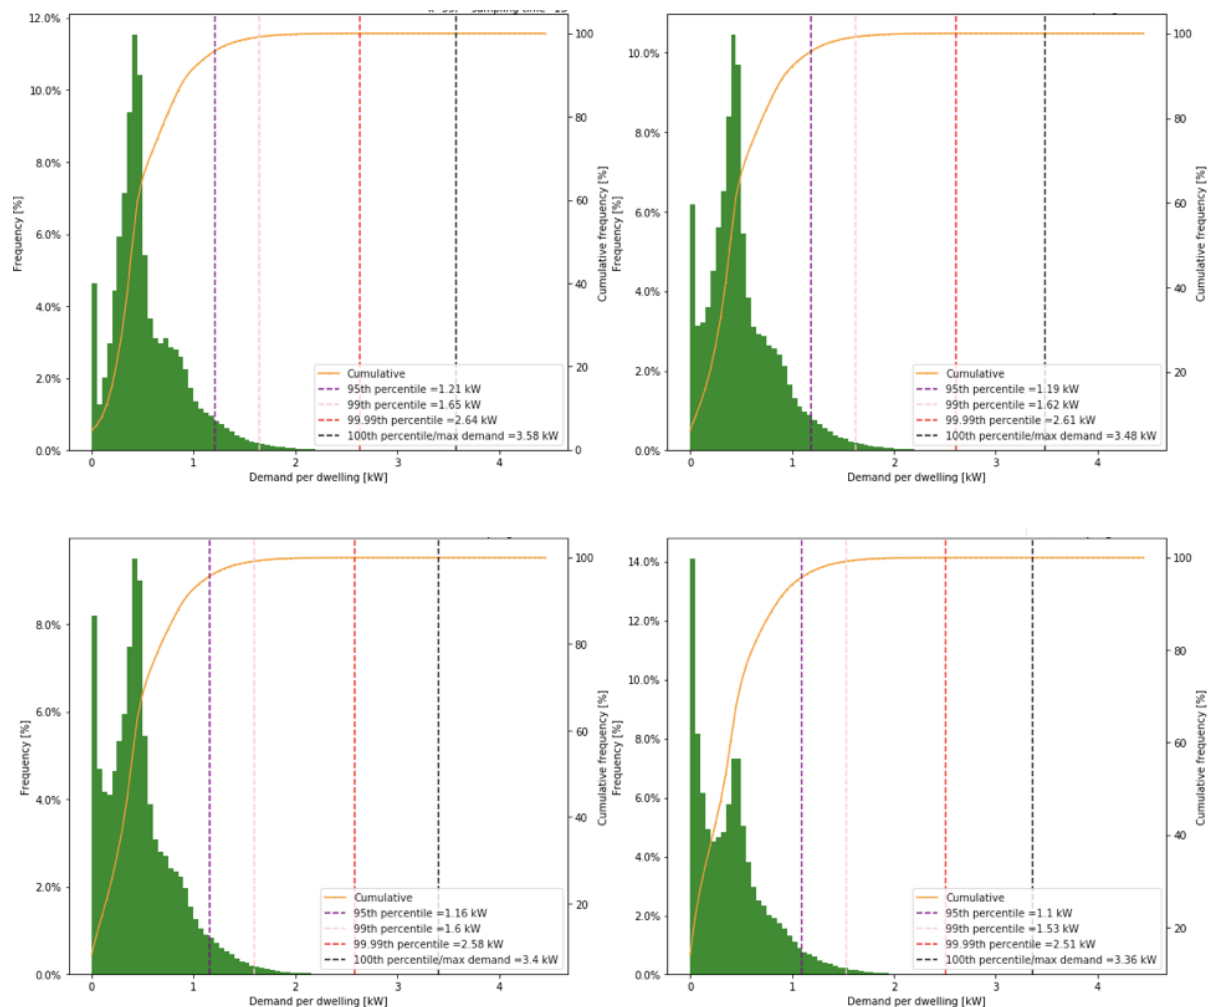 12.0%
10.0%
8.0%
6.0%
4.0%
2.0%
0.0%
Frequency [%]
100
80
60
40
20
0
Cumulative frequency [%]
Cumulative
95th percentile =1.21 kW
99th percentile =1.65 kW
99.99th percentile =2.64 kW
100th percentile/max demand =3.58 kW
0 1 2 3 4
Demand per dwelling [kW]
10.0%
8.0%
6.0%
4.0%
2.0%
0.0%
Frequency [%]
100
80
60
40
20
Cumulative frequency [%]
Cumulative
95th percentile =1.19 kW
99th percentile =1.62 kW
99.99th percentile =2.61 kW
100th percentile/max demand =3.48 kW
0 1 2 3 4
Demand per dwelling [kW]
8.0%
6.0%
4.0%
2.0%
0.0%
Frequency [%]
100
80
60
40
20
Cumulative frequency [%]
Cumulative
95th percentile =1.16 kW
99th percentile =1.6 kW
99.99th percentile =2.58 kW
100th percentile/max demand =3.4 kW
0 1 2 3 4
Demand per dwelling [kW]
14.0%
12.0%
10.0%
8.0%
6.0%
4.0%
2.0%
0.0%
Frequency [%]
100
80
60
40
20
Cumulative frequency [%]
Cumulative
95th percentile =1.1 kW
99th percentile =1.53 kW
99.99th percentile =2.51 kW
100th percentile/max demand =3.36 kW
0 1 2 3 4
Demand per dwelling [kW]